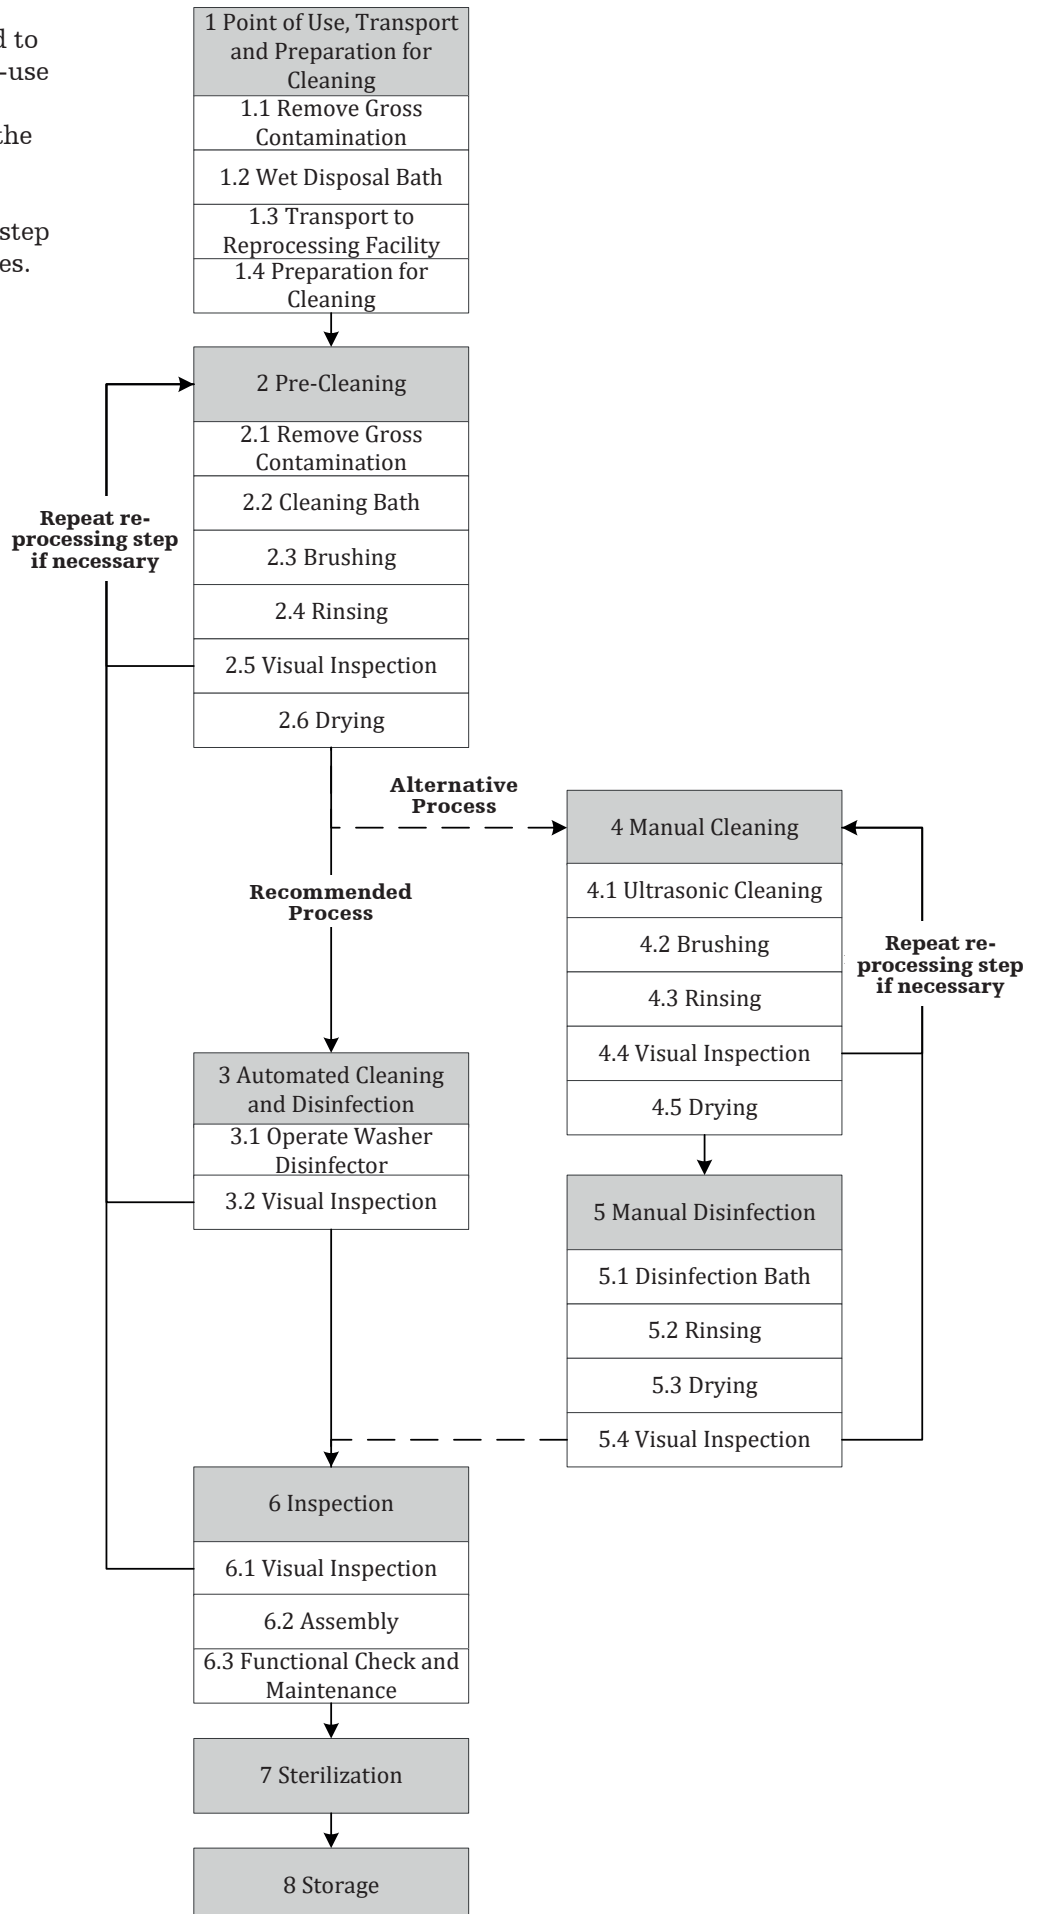 d to
-use
the
step
es.
1 Point of Use, Transport
and Preparation for
Cleaning
1.1 Remove Gross
Contamination
1.2 Wet Disposal Bath
1.3 Transport to
Reprocessing Facility
1.4 Preparation for
Cleaning
2 Pre-Cleaning
2.1 Remove Gross
Contamination
2.2 Cleaning Bath
2.3 Brushing
2.4 Rinsing
2.5 Visual Inspection
2.6 Drying
Repeat re-
processing step
if necessary
Alternative
Process
Recommended
Process
3 Automated Cleaning
and Disinfection
3.1 Operate Washer
Disinfector
3.2 Visual Inspection
4 Manual Cleaning
4.1 Ultrasonic Cleaning
4.2 Brushing
4.3 Rinsing
4.4 Visual Inspection
4.5 Drying
Repeat re-
processing step
if necessary
5 Manual Disinfection
5.1 Disinfection Bath
5.2 Rinsing
5.3 Drying
5.4 Visual Inspection
6 Inspection
6.1 Visual Inspection
6.2 Assembly
6.3 Functional Check and
Maintenance
7 Sterilization
8 Storage